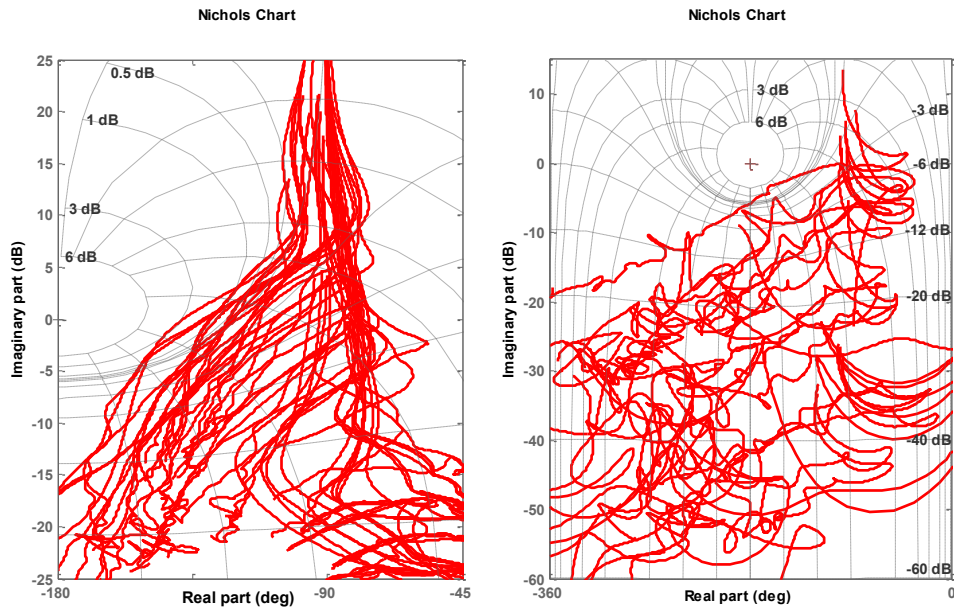 Nichols Chart
Imaginary part (dB)
25
20
15
10
5
0
-5
-10
-15
-20
-25
0.5 dB
1 dB
3 dB
6 dB
-180
-90
-45
Real part (deg)
Nichols Chart
Imaginary part (dB)
10
0
-10
-20
-30
-40
-50
-60
3 dB
6 dB
-3 dB
-6 dB
-12 dB
-20 dB
-40 dB
-60 dB
-360
0
Real part (deg)